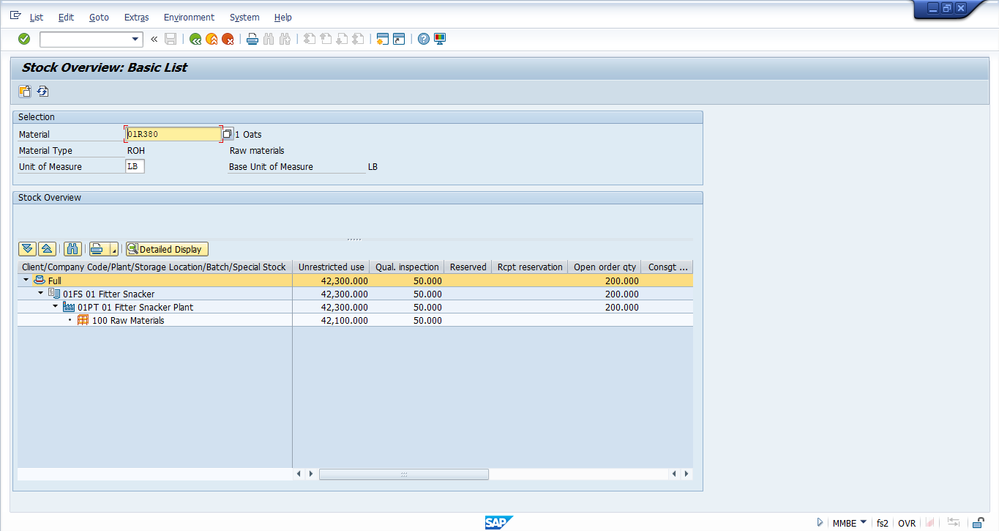 List Edit Goto Extras Environment System Help
Stock Overview: Basic List
Selection
Material 01R380 1 Oats
Material Type ROH Raw materials
Unit of Measure LB Base Unit of Measure LB
Stock Overview
Detailed Display
Client/Company Code/Plant/Storage Location/Batch/Special Stock Unrestricted use Qual. inspection Reserved Rcpt reservation Open order qty Consgt ...
Full 42,300.000 50.000 200.000
01FS 01 Fitter Snacker 42,300.000 50.000 200.000
01PT 01 Fitter Snacker Plant 42,300.000 50.000 200.000
100 Raw Materials 42,100.000 50.000
SAP MMBE fs2 OVR